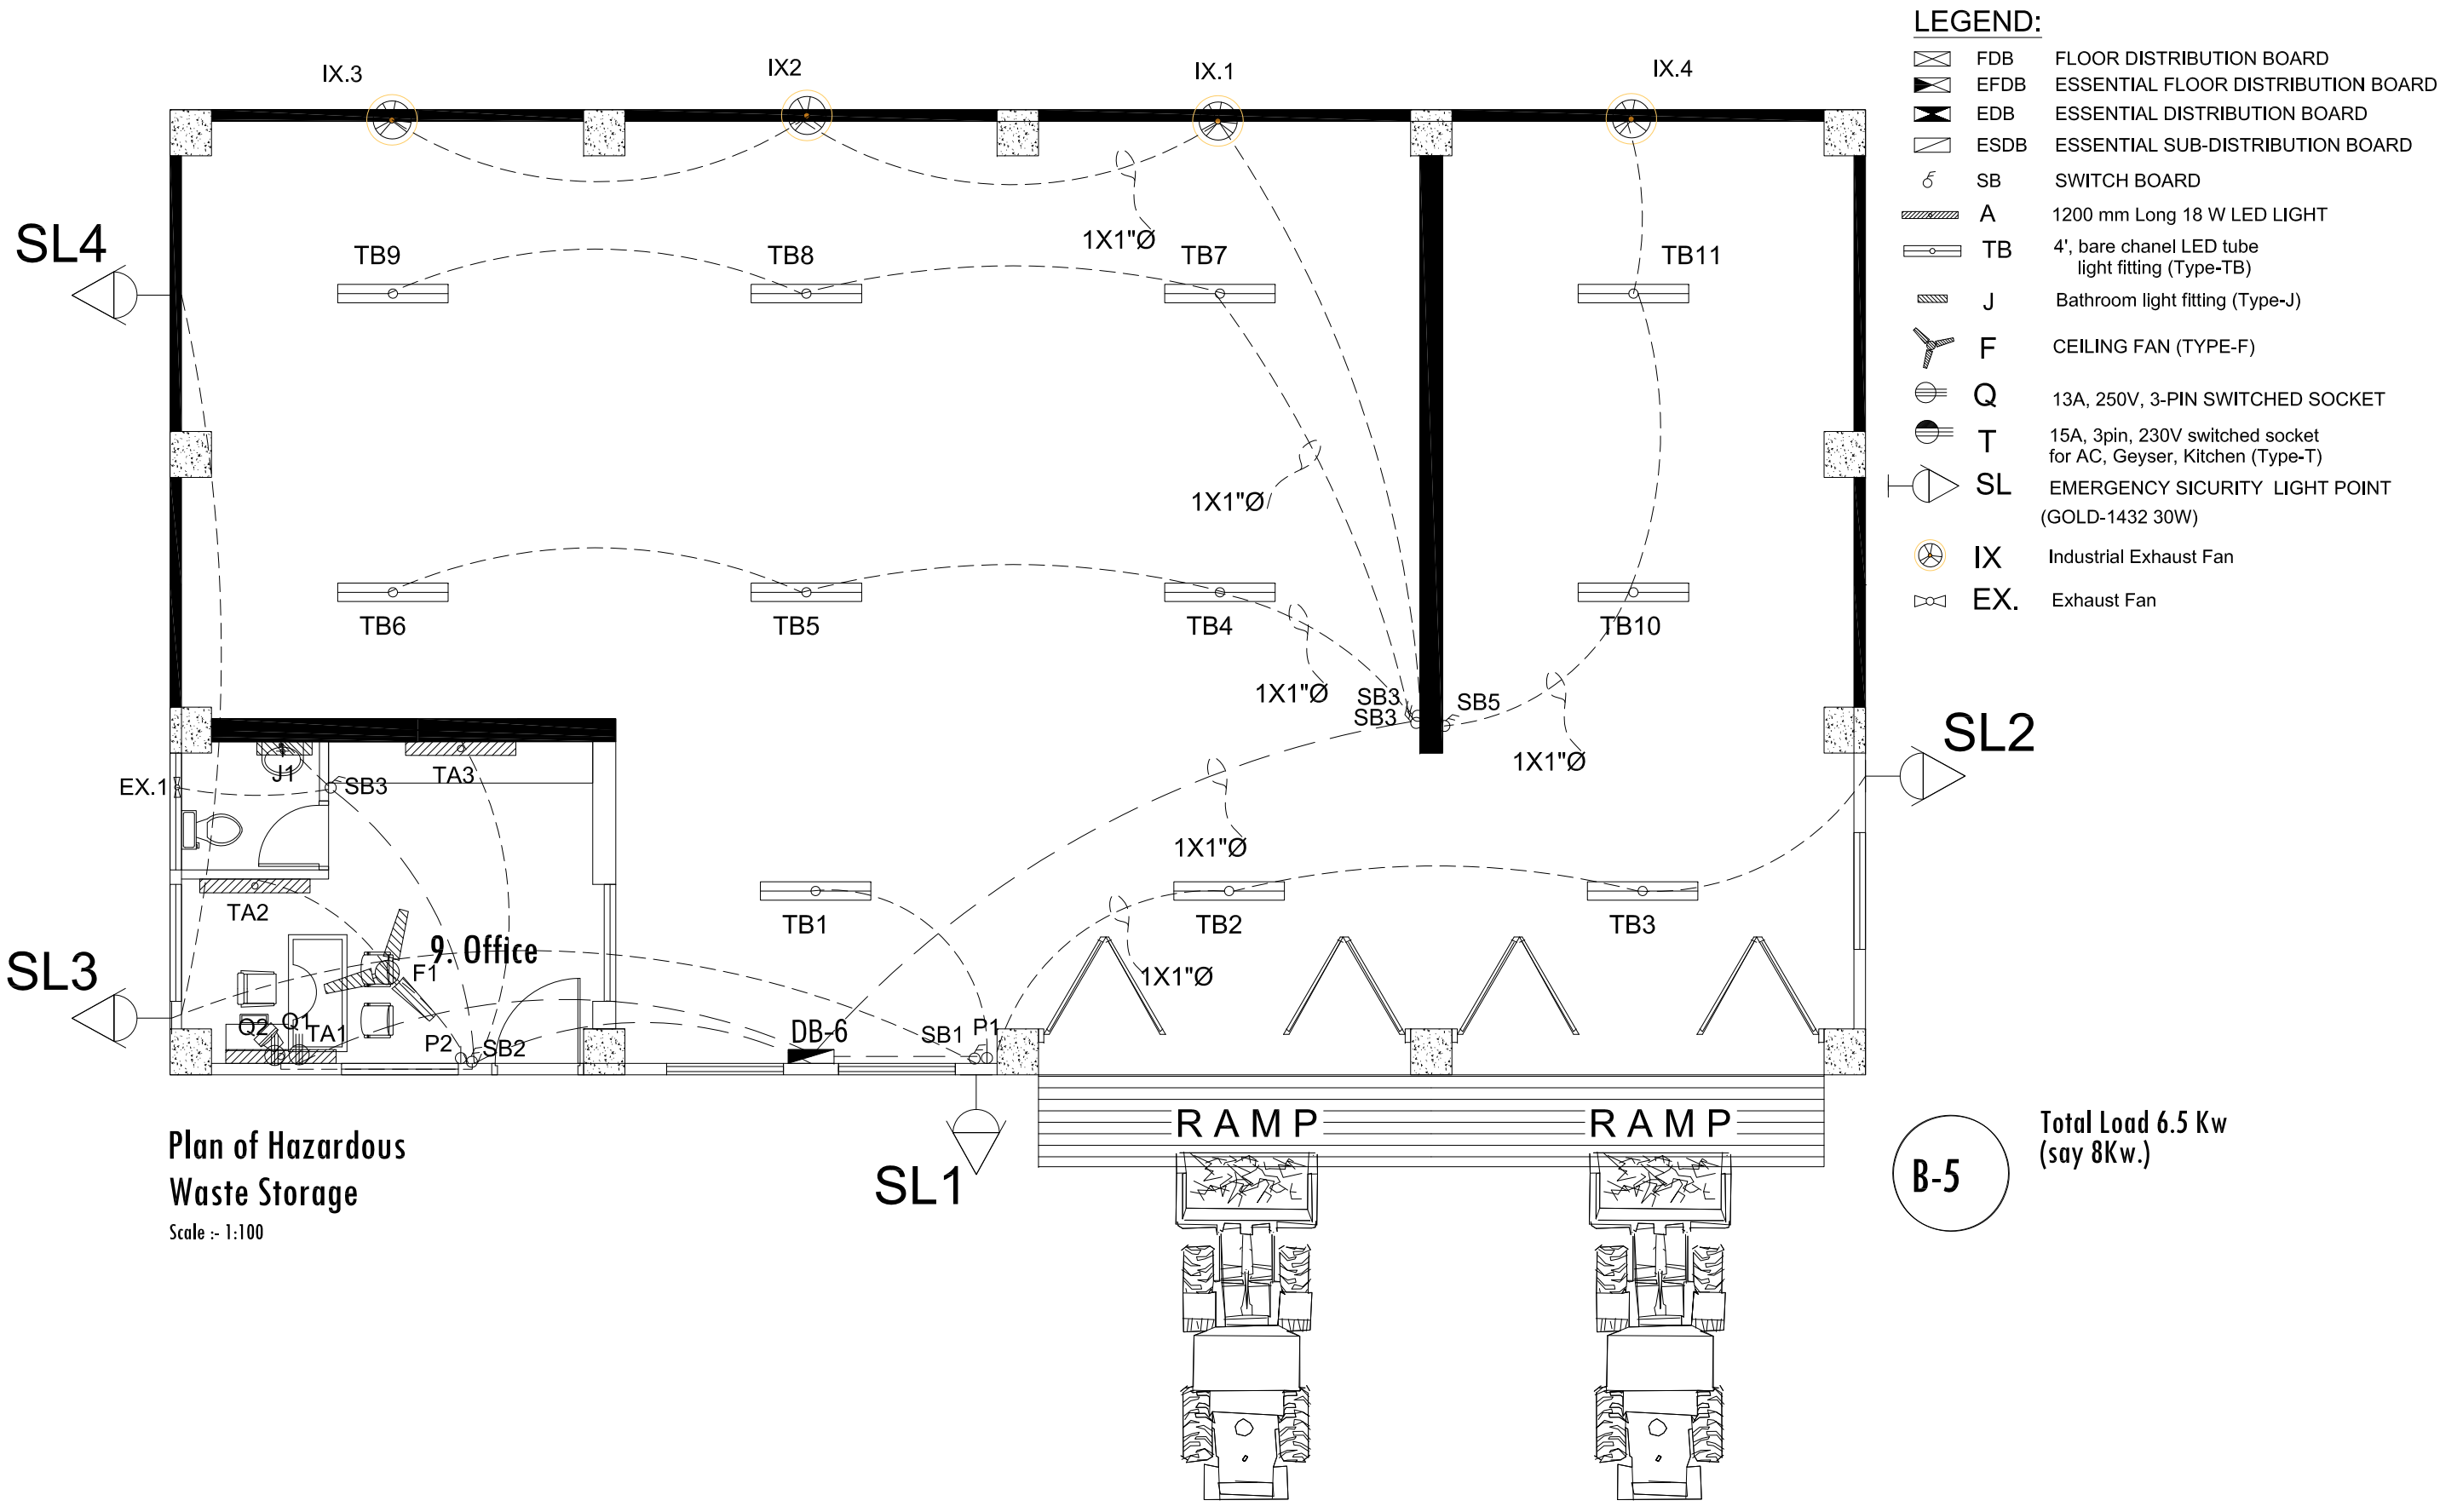 LEGEND:
FDB FLOOR DISTRIBUTION BOARD
EFDB ESSENTIAL FLOOR DISTRIBUTION BOARD
EDB ESSENTIAL DISTRIBUTION BOARD
ESDB ESSENTIAL SUB-DISTRIBUTION BOARD
SB SWITCH BOARD
A 1200 mm Long 18 W LED LIGHT
TB 4', bare chanel LED tube
light fitting (Type-TB)
J Bathroom light fitting (Type-J)
F CEILING FAN (TYPE-F)
Q 13A, 250V, 3-PIN SWITCHED SOCKET
T 15A, 3pin, 230V switched socket
for AC, Geyser, Kitchen (Type-T)
SL EMERGENCY SICURITY LIGHT POINT
(GOLD-1432 30W)
IX Industrial Exhaust Fan
EX. Exhaust Fan
IX.3
IX2
IX.1
IX.4
1X1"Ø
SL4
TB9
TB8
TB7
TB11
1X1"Ø
TB6
TB5
TB4
TB10
1X1"Ø
SB3
SB3
SB5
SL2
1X1"Ø
J1
TA3
EX.1
SB3
1X1"Ø
TA2
TB1
TB2
TB3
9. Office
F1
SL3
1X1"Ø
Q2
Q1
TA1
P2
SB2
DB-6
SB1
P1
RAMP
RAMP
SL1
Plan of Hazardous
Waste Storage
Scale :- 1:100
B-5
Total Load 6.5 Kw
(say 8Kw.)